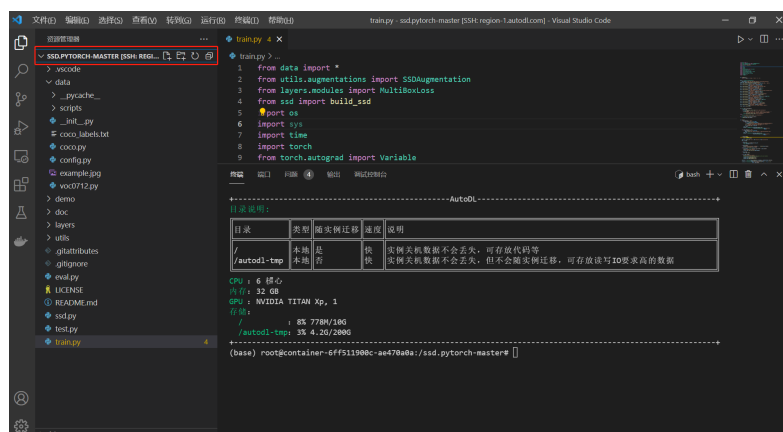 文件(F) 编辑(E) 选择(S) 查看(V) 转到(G) 运行(R) 终端(T) 帮助(H)
train.py - ssd.pytorch-master [SSH: region-1.autodl.com] - Visual Studio Code
资源管理器
SSD.PYTORCH-MASTER [SSH: REGI...
> .vscode
data
> __pycache__
> scripts
__init__.py
coco_labels.txt
coco.py
config.py
example.jpg
voc0712.py
> demo
> doc
> layers
> utils
.gitattributes
.gitignore
eval.py
LICENSE
README.md
ssd.py
test.py
train.py 4
train.py 4 ×
train.py > ...
1 from data import *
2 from utils.augmentations import SSDAugmentation
3 from layers.modules import MultiBoxLoss
4 from ssd import build_ssd
5 port os
6 import sys
7 import time
8 import torch
9 from torch.autograd import Variable
终端 端口 问题 4 输出 调试控制台
bash
+--------------------------------------------------AutoDL--------------------------------------------------+
目录说明:
目录 类型 随实例迁移 速度 说明
/ 本地 是 快 实例关机数据不会丢失，可存放代码等
/autodl-tmp 本地 否 快 实例关机数据不会丢失，但不会随实例迁移，可存放读写IO要求高的数据
CPU : 6 核心
内存: 32 GB
GPU : NVIDIA TITAN Xp, 1
存储:
/ : 8% 778M/10G
/autodl-tmp: 3% 4.2G/200G
+----------------------------------------------------------------------------------------------------------+
(base) root@container-6ff511900c-ae470a0a:/ssd.pytorch-master#